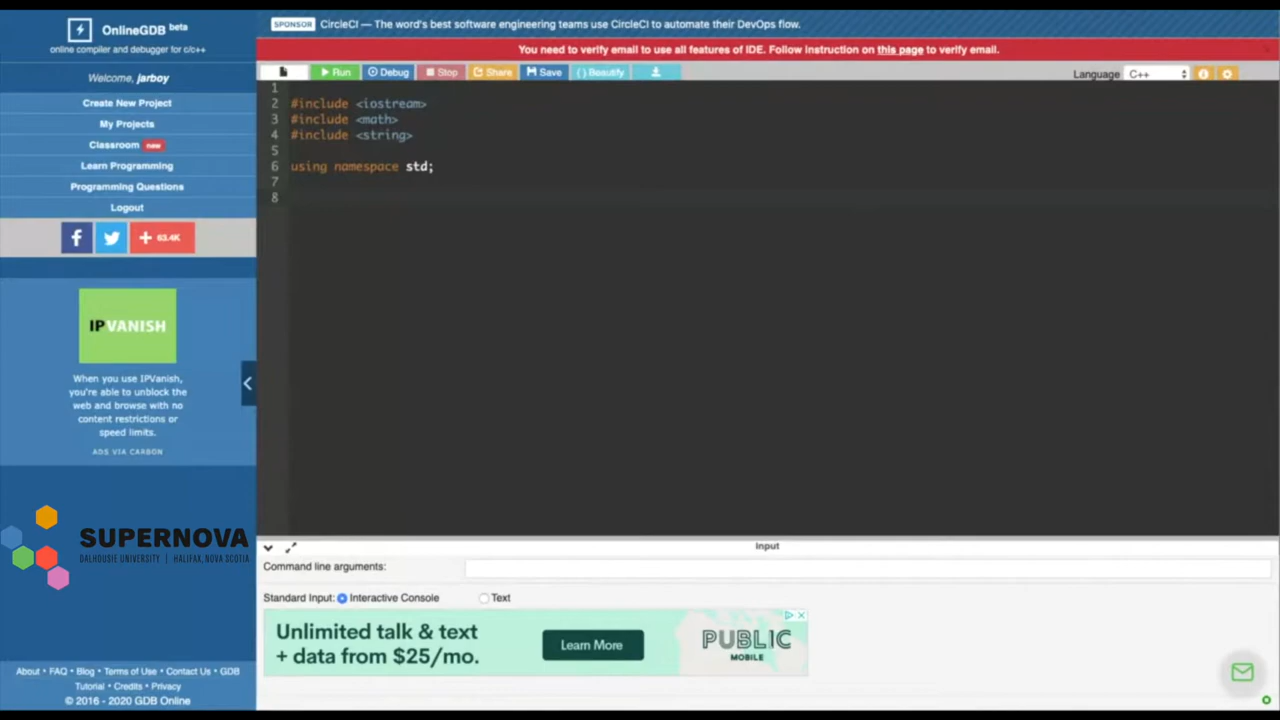 OnlineGDB beta
online compiler and debugger for c/c++
Welcome, jarboy
Create New Project
My Projects
Classroom new
Learn Programming
Programming Questions
Logout
f
+ 63.4K
IPVANISH
When you use IPVanish,
you're able to unblock the
web and browse with no
content restrictions or
speed limits.
ADS VIA CARBON
SUPERNOVA
DALHOUSIE UNIVERSITY | HALIFAX, NOVA SCOTIA
About • FAQ • Blog • Terms of Use • Contact Us • GDB
Tutorial • Credits • Privacy
© 2016 - 2020 GDB Online
SPONSOR CircleCI — The word's best software engineering teams use CircleCI to automate their DevOps flow.
You need to verify email to use all features of IDE. Follow instruction on this page to verify email.
Run Debug Stop Share Save { } Beautify
Language C++
1
2 #include <iostream>
3 #include <math>
4 #include <string>
5
6 using namespace std;
7
8
input
Command line arguments:
Standard Input: Interactive Console Text
Unlimited talk & text
+ data from $25/mo.
Learn More
PUBLIC
MOBILE